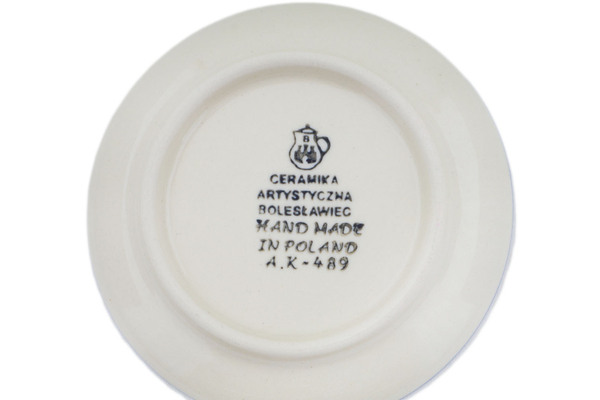 B
CERAMIKA
ARTYSTYCZNA
BOLESŁAWIEC
HAND MADE
IN POLAND
A.K-489